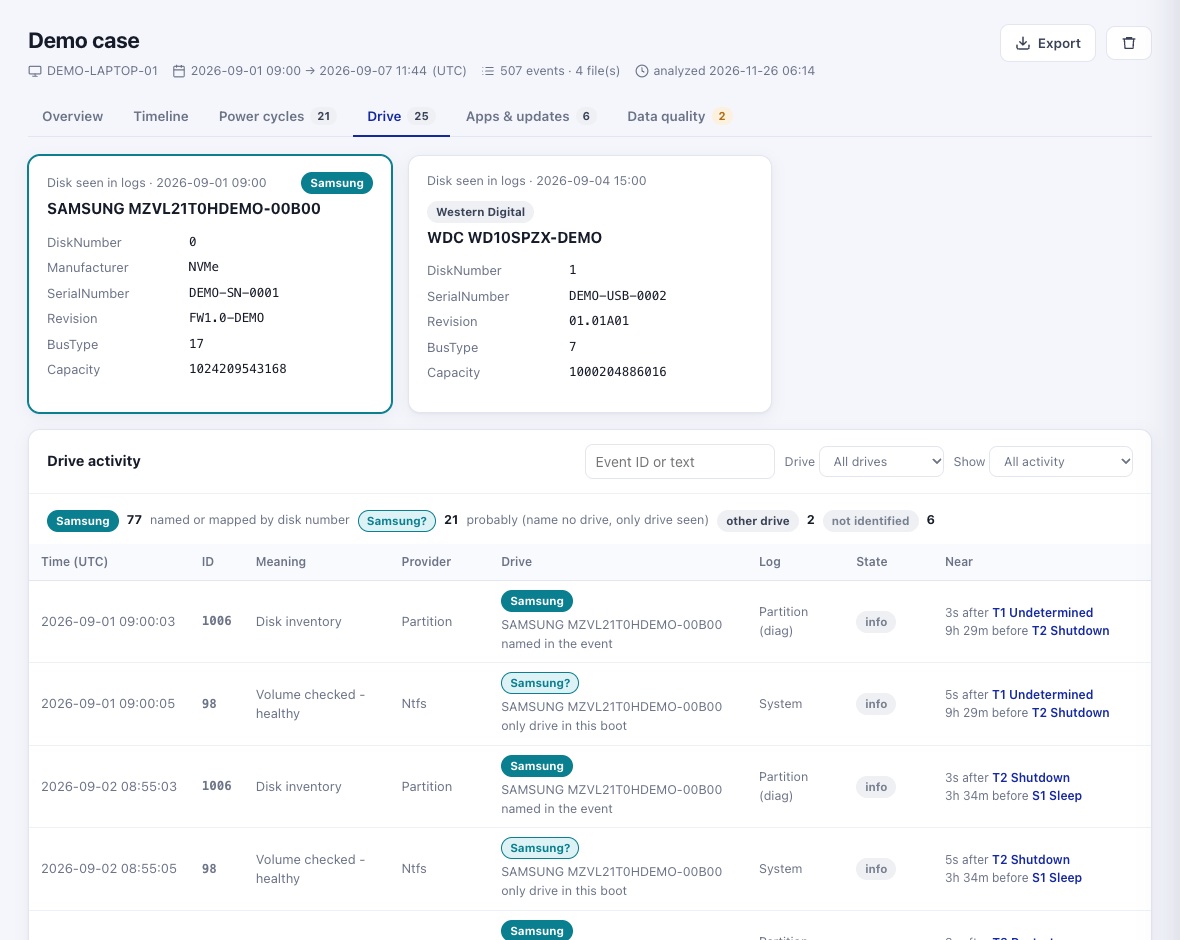 Demo case
Export
DEMO-LAPTOP-01 2026-09-01 09:00 → 2026-09-07 11:44 (UTC) 507 events · 4 file(s) analyzed 2026-11-26 06:14
Overview Timeline Power cycles 21 Drive 25 Apps & updates 6 Data quality 2
Disk seen in logs · 2026-09-01 09:00 Samsung
SAMSUNG MZVL21T0HDEMO-00B00
DiskNumber 0
Manufacturer NVMe
SerialNumber DEMO-SN-0001
Revision FW1.0-DEMO
BusType 17
Capacity 1024209543168
Disk seen in logs · 2026-09-04 15:00
Western Digital
WDC WD10SPZX-DEMO
DiskNumber 1
SerialNumber DEMO-USB-0002
Revision 01.01A01
BusType 7
Capacity 1000204886016
Drive activity Event ID or text Drive All drives Show All activity
Samsung 77 named or mapped by disk number Samsung? 21 probably (name no drive, only drive seen) other drive 2 not identified 6
Time (UTC) ID Meaning Provider Drive Log State Near
2026-09-01 09:00:03 1006 Disk inventory Partition Samsung
SAMSUNG MZVL21T0HDEMO-00B00
named in the event
Partition
(diag)
info
3s after T1 Undetermined
9h 29m before T2 Shutdown
2026-09-01 09:00:05 98 Volume checked -
healthy
Ntfs
Samsung?
SAMSUNG MZVL21T0HDEMO-00B00
only drive in this boot
System
info
5s after T1 Undetermined
9h 29m before T2 Shutdown
2026-09-02 08:55:03 1006 Disk inventory Partition Samsung
SAMSUNG MZVL21T0HDEMO-00B00
named in the event
Partition
(diag)
info
3s after T2 Shutdown
3h 34m before S1 Sleep
2026-09-02 08:55:05 98 Volume checked -
healthy
Ntfs
Samsung?
SAMSUNG MZVL21T0HDEMO-00B00
only drive in this boot
System
info
5s after T2 Shutdown
3h 34m before S1 Sleep
Samsung